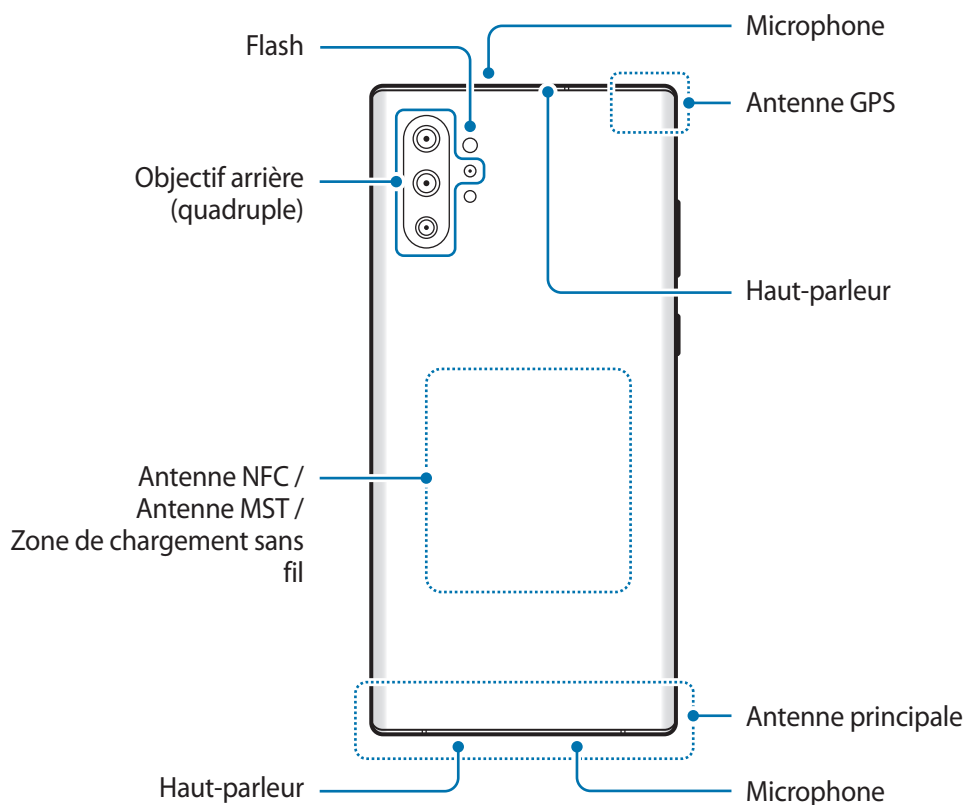 Microphone
Flash
Antenne GPS
Objectif arrière
(quadruple)
Haut-parleur
Antenne NFC /
Antenne MST /
Zone de chargement sans
fil
Antenne principale
Haut-parleur
Microphone